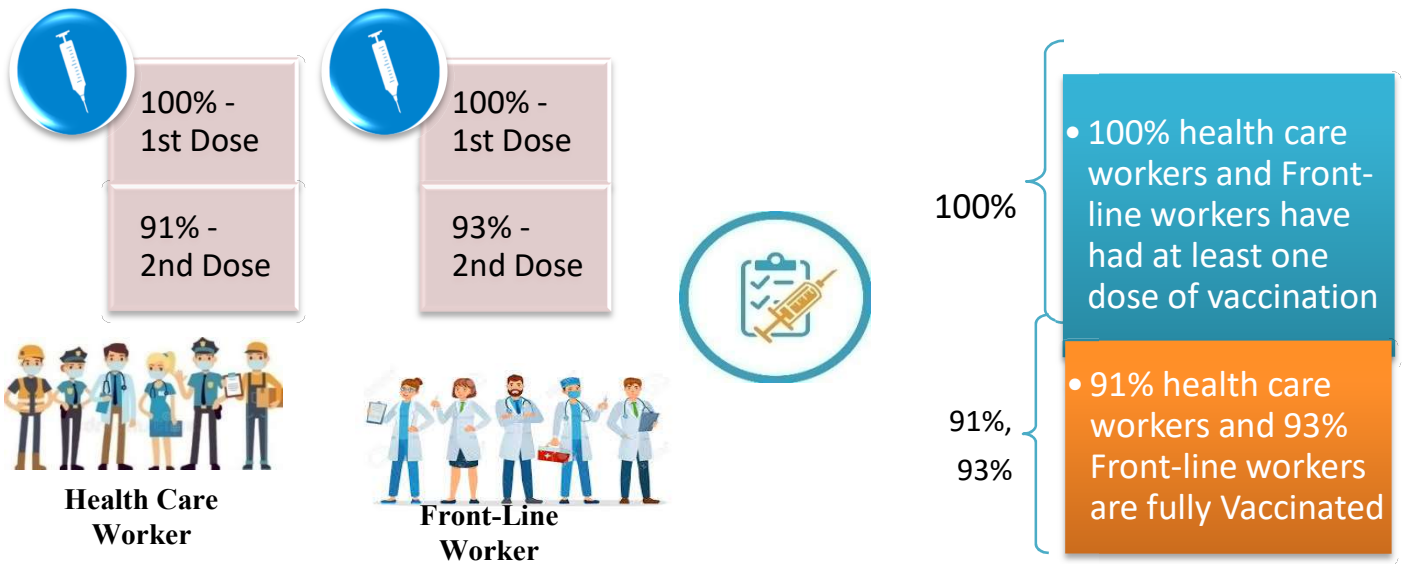 100% -
1st Dose
91% -
2nd Dose
Health Care
Worker
100% -
1st Dose
93% -
2nd Dose
Front-Line
Worker
100%
• 100% health care
workers and Front-
line workers have
had at least one
dose of vaccination
91%,
93%
• 91% health care
workers and 93%
Front-line workers
are fully Vaccinated